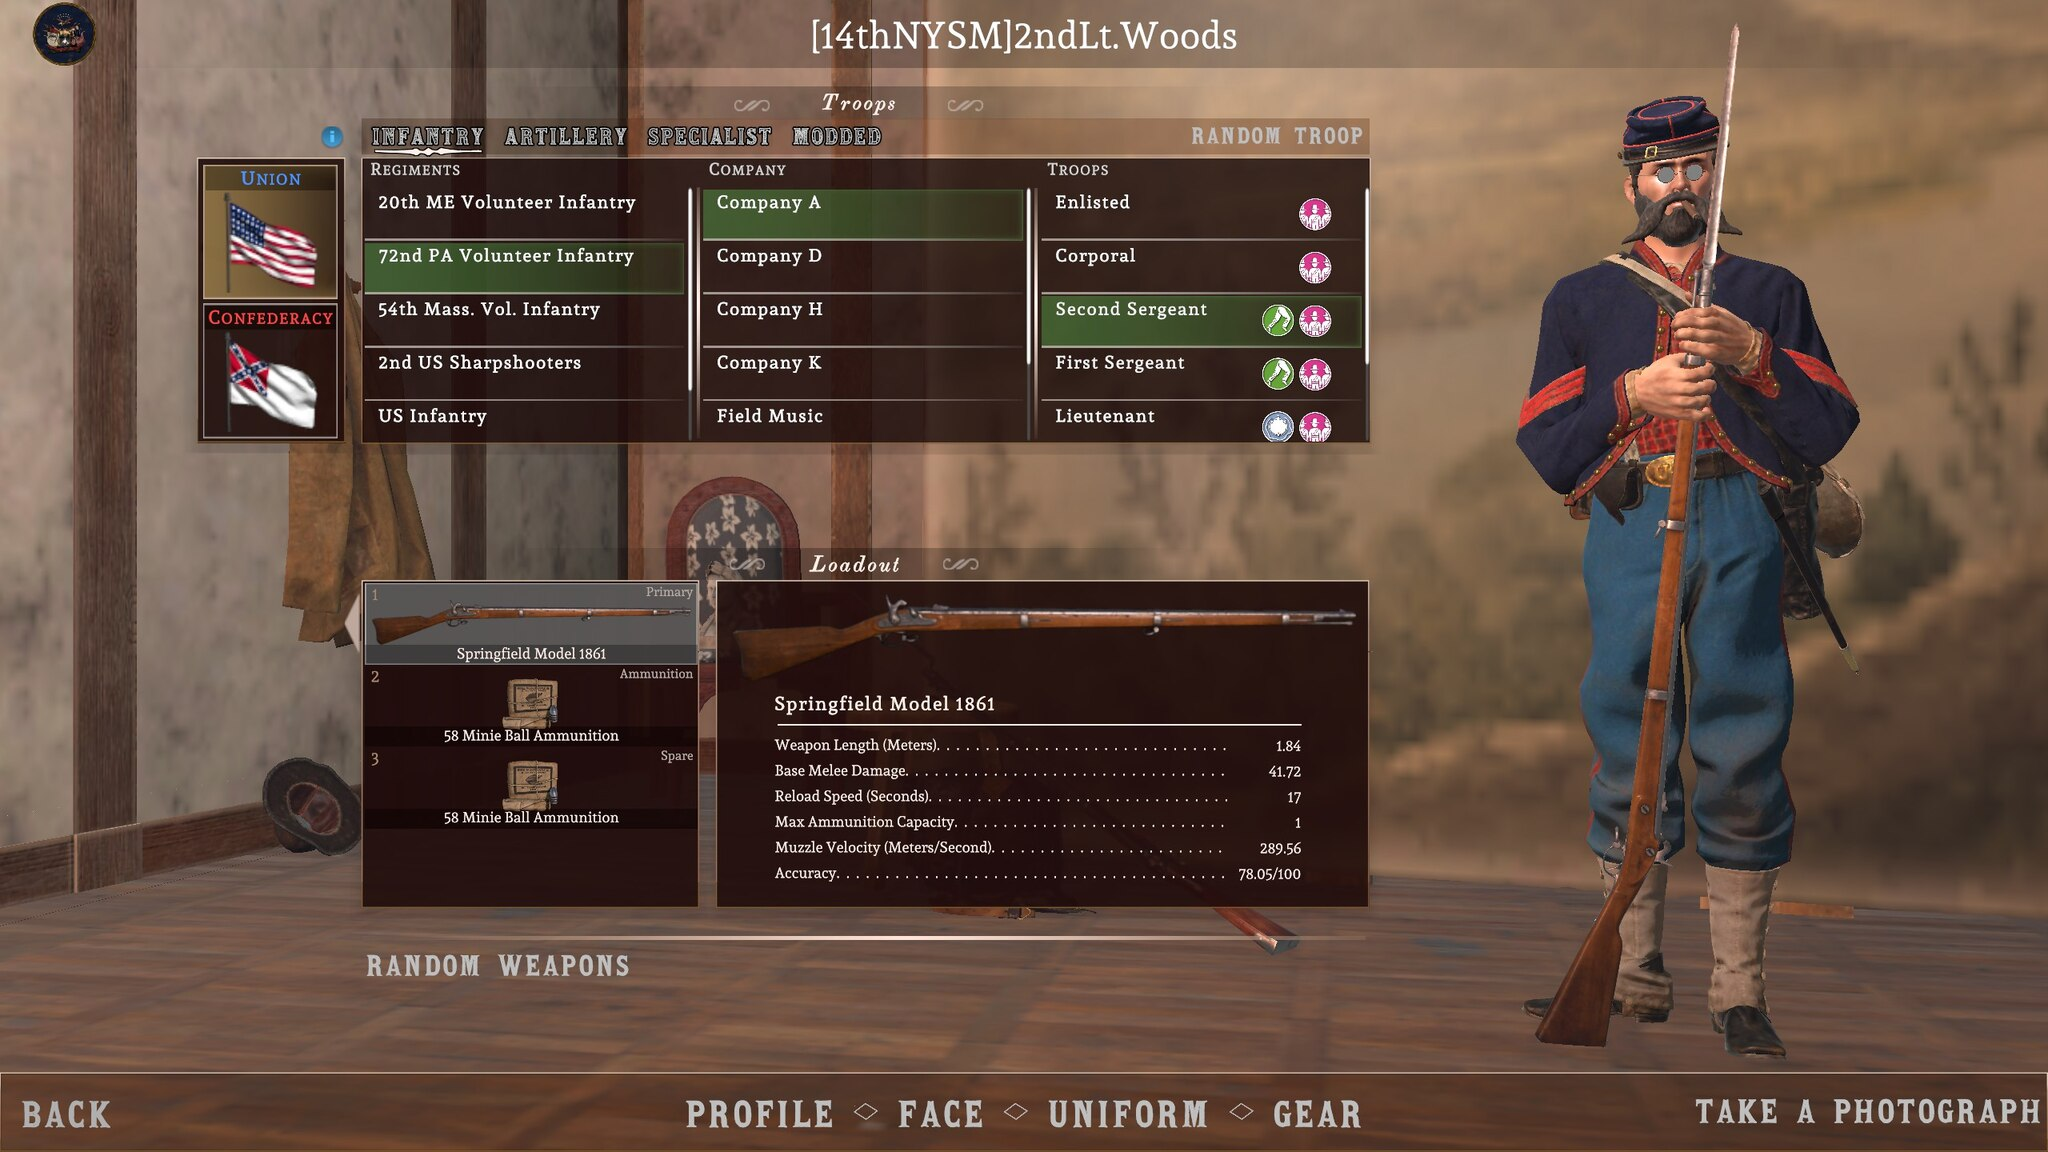 [14thNYSM]2ndLt.Woods
Troops
INFANTRY ARTILLERY SPECIALIST MODDED RANDOM TROOP
UNION
CONFEDERACY
REGIMENTS
20th ME Volunteer Infantry
72nd PA Volunteer Infantry
54th Mass. Vol. Infantry
2nd US Sharpshooters
US Infantry
COMPANY
Company A
Company D
Company H
Company K
Field Music
TROOPS
Enlisted
Corporal
Second Sergeant
First Sergeant
Lieutenant
Loadout
1 Primary
Springfield Model 1861
2 Ammunition
58 Minie Ball Ammunition
3 Spare
58 Minie Ball Ammunition
Springfield Model 1861
Weapon Length (Meters). . . . . . . . . . . . . . . . . . . . . . . . . . . . . . 1.84
Base Melee Damage. . . . . . . . . . . . . . . . . . . . . . . . . . . . . . . . . 41.72
Reload Speed (Seconds). . . . . . . . . . . . . . . . . . . . . . . . . . . . . . . 17
Max Ammunition Capacity. . . . . . . . . . . . . . . . . . . . . . . . . . . . 1
Muzzle Velocity (Meters/Second). . . . . . . . . . . . . . . . . . . . . . . . 289.56
Accuracy. . . . . . . . . . . . . . . . . . . . . . . . . . . . . . . . . . . . . . . . 78.05/100
RANDOM WEAPONS
BACK PROFILE ◇ FACE ◇ UNIFORM ◇ GEAR TAKE A PHOTOGRAPH